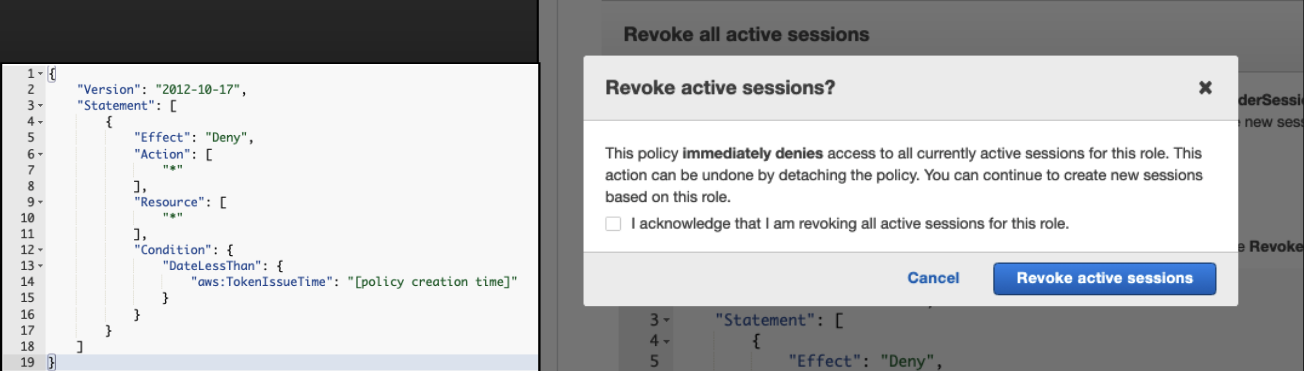 1 {
2 "Version": "2012-10-17",
3 "Statement": [
4 {
5 "Effect": "Deny",
6 "Action": [
7 "*"
8 ],
9 "Resource": [
10 "*"
11 ],
12 "Condition": {
13 "DateLessThan": {
14 "aws:TokenIssueTime": "[policy creation time]"
15 }
16 }
17 }
18 ]
19 }
Revoke all active sessions
Revoke active sessions?
This policy immediately denies access to all currently active sessions for this role. This
action can be undone by detaching the policy. You can continue to create new sessions
based on this role.
I acknowledge that I am revoking all active sessions for this role.
Cancel
Revoke active sessions
new
Revoke
3 "Statement": [
4 {
5 "Effect": "Deny",